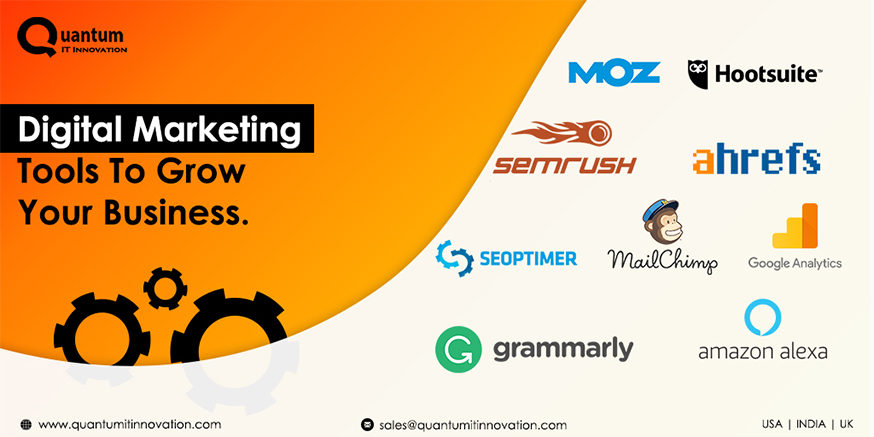 Quantum
IT Innovation
Digital Marketing
Tools To Grow
Your Business.
MOZ
Hootsuite™
SEMRUSH
ahrefs
SEOPTIMER
MailChimp
Google Analytics
grammarly
amazon alexa
www.quantumitinnovation.com
sales@quantumitinnovation.com
USA | INDIA | UK